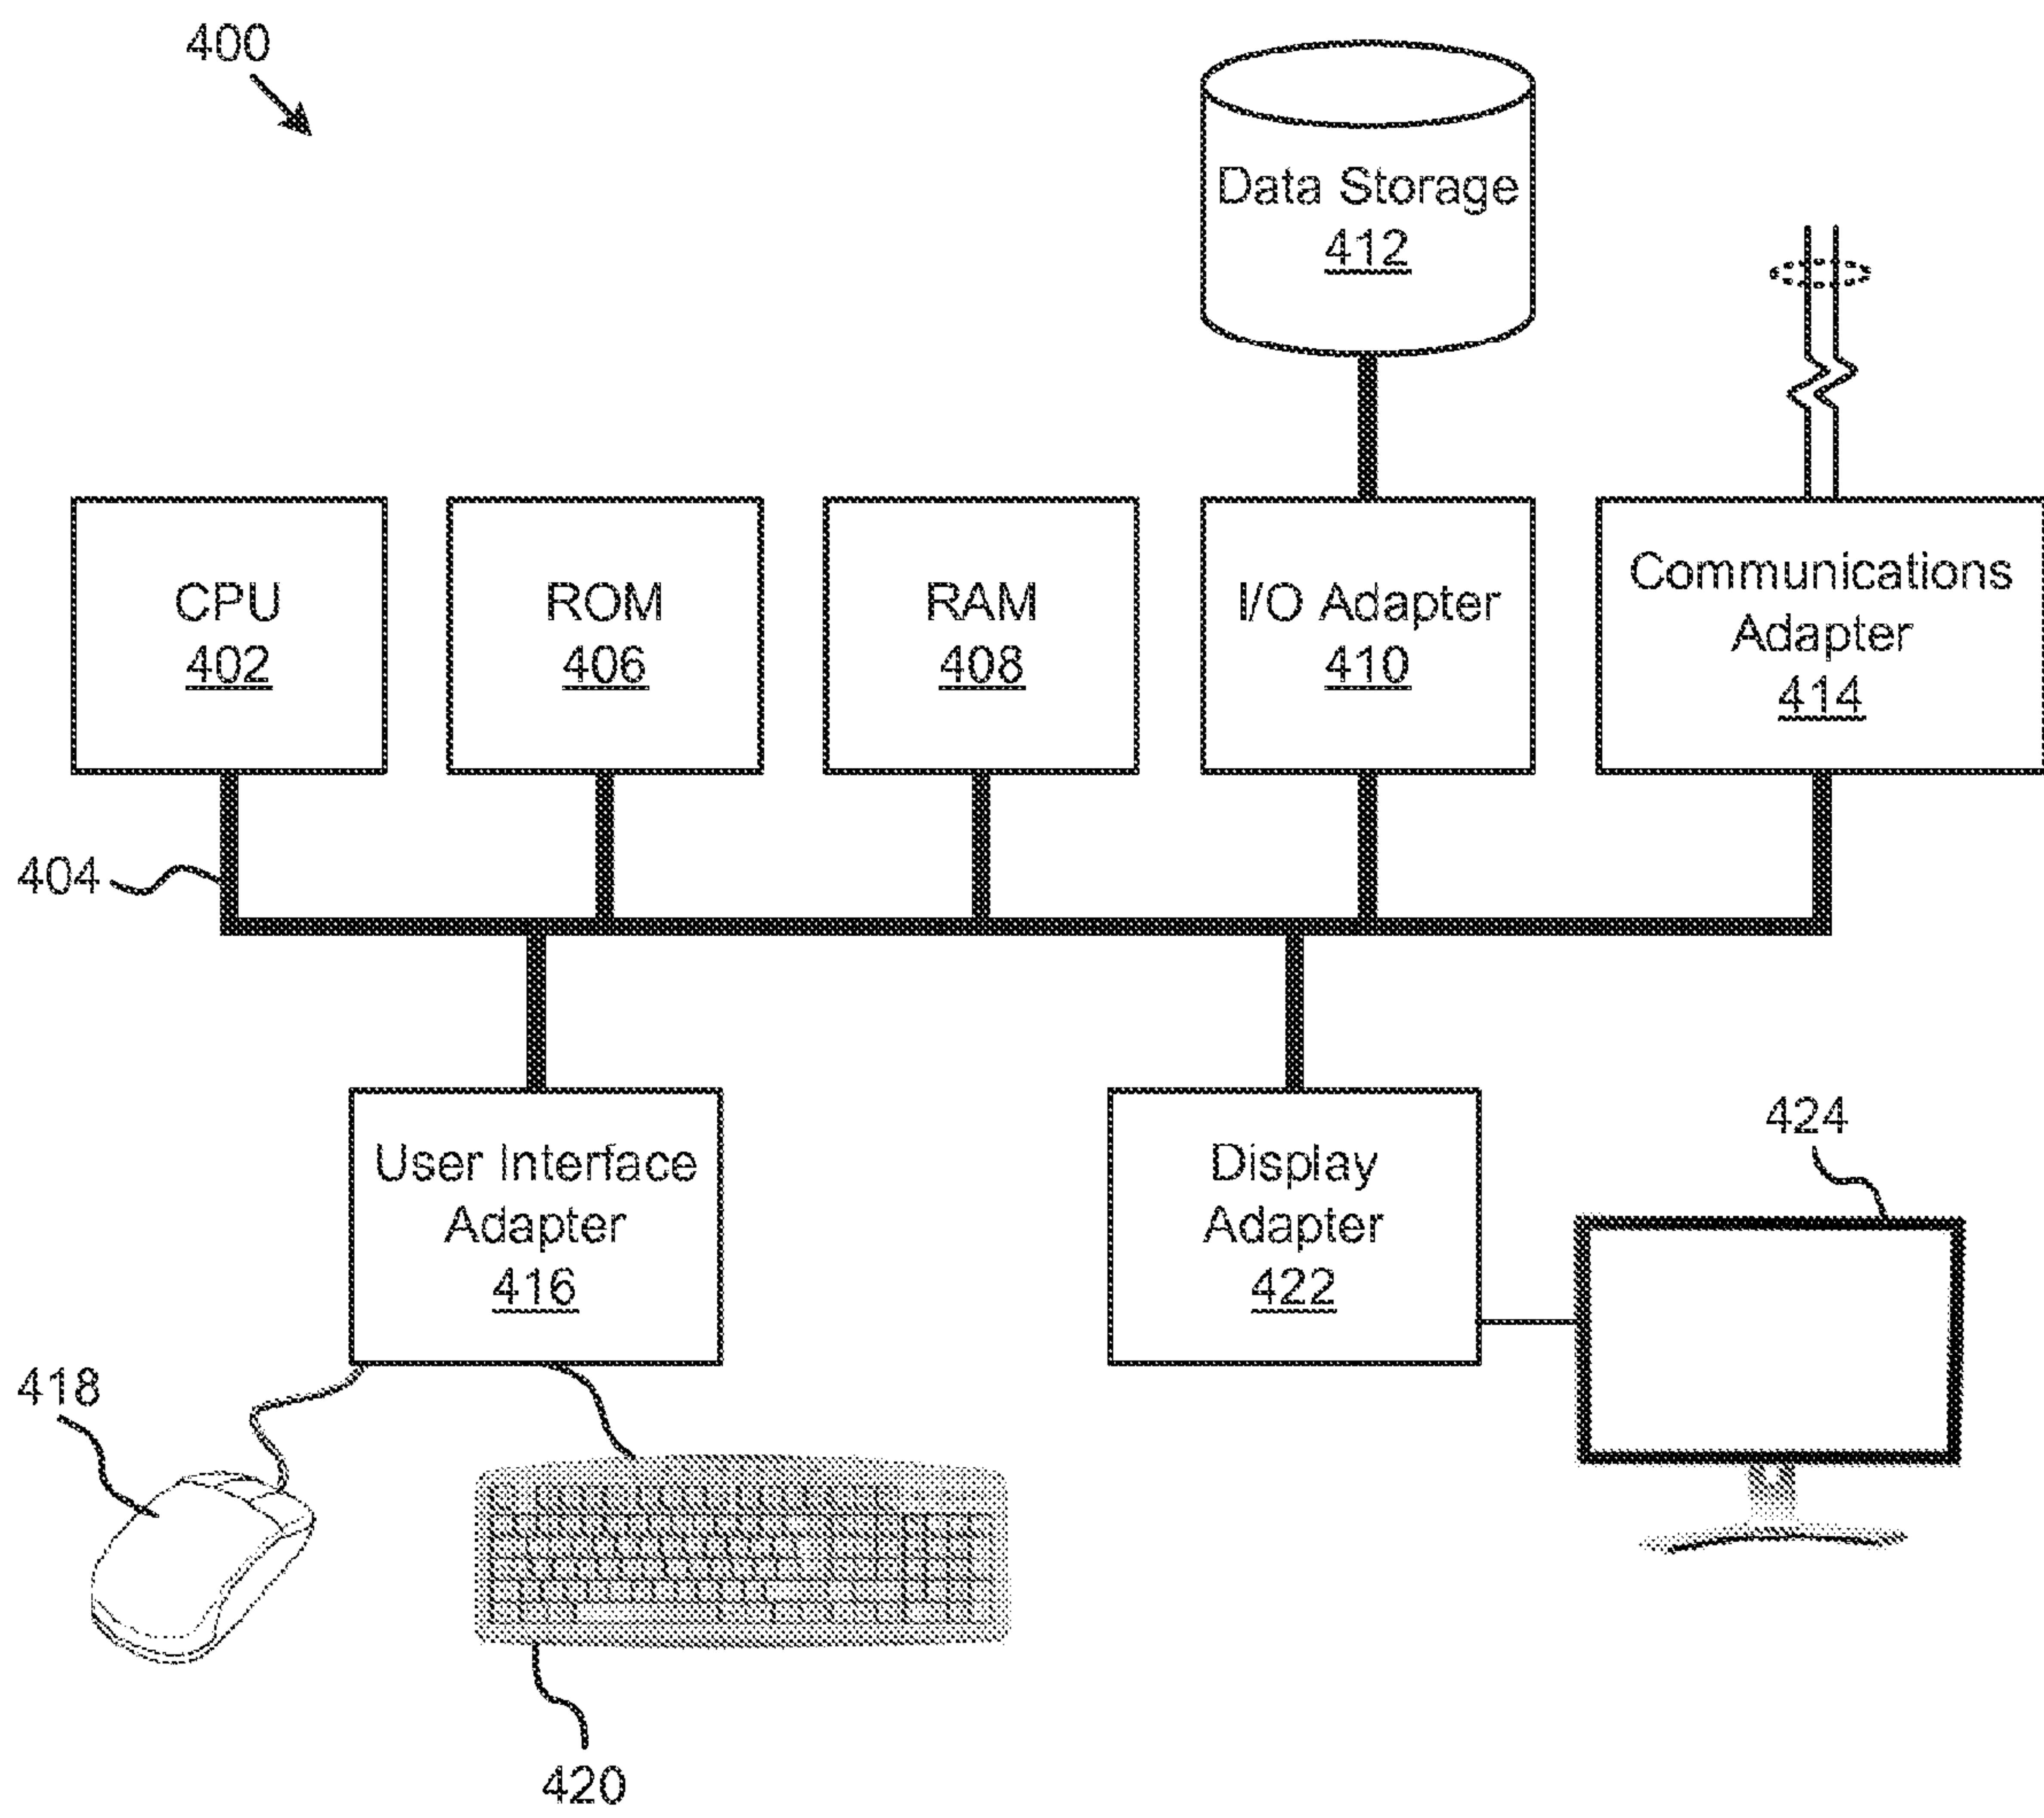 400
Data Storage
412
CPU
402
ROM
406
RAM
408
I/O Adapter
410
Communications
Adapter
414
404
User Interface
Adapter
416
Display
Adapter
422
424
418
420